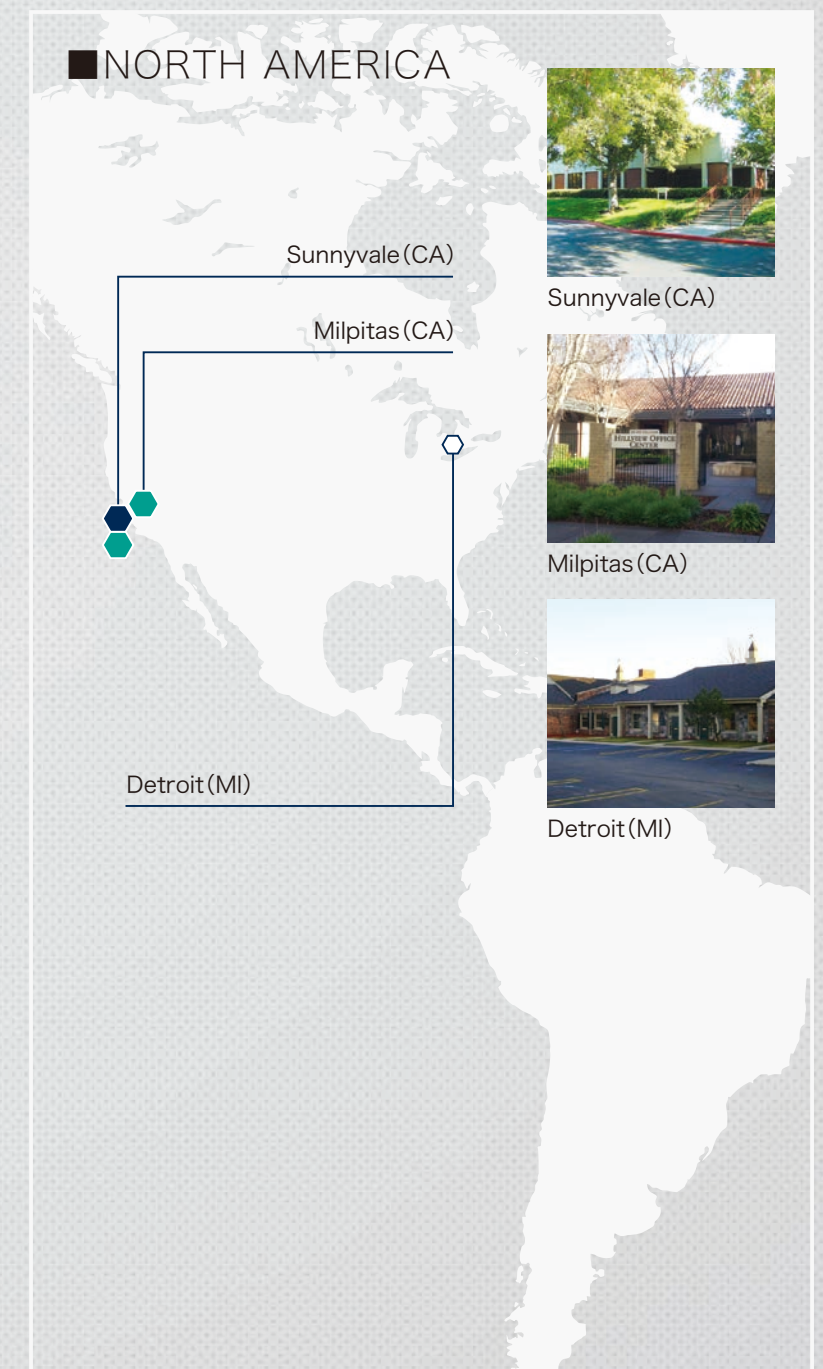 ■NORTH AMERICA
Sunnyvale(CA)
Milpitas(CA)
Detroit(MI)
Sunnyvale(CA)
HILLVIEW OFFICE
CENTER
Milpitas(CA)
Detroit(MI)